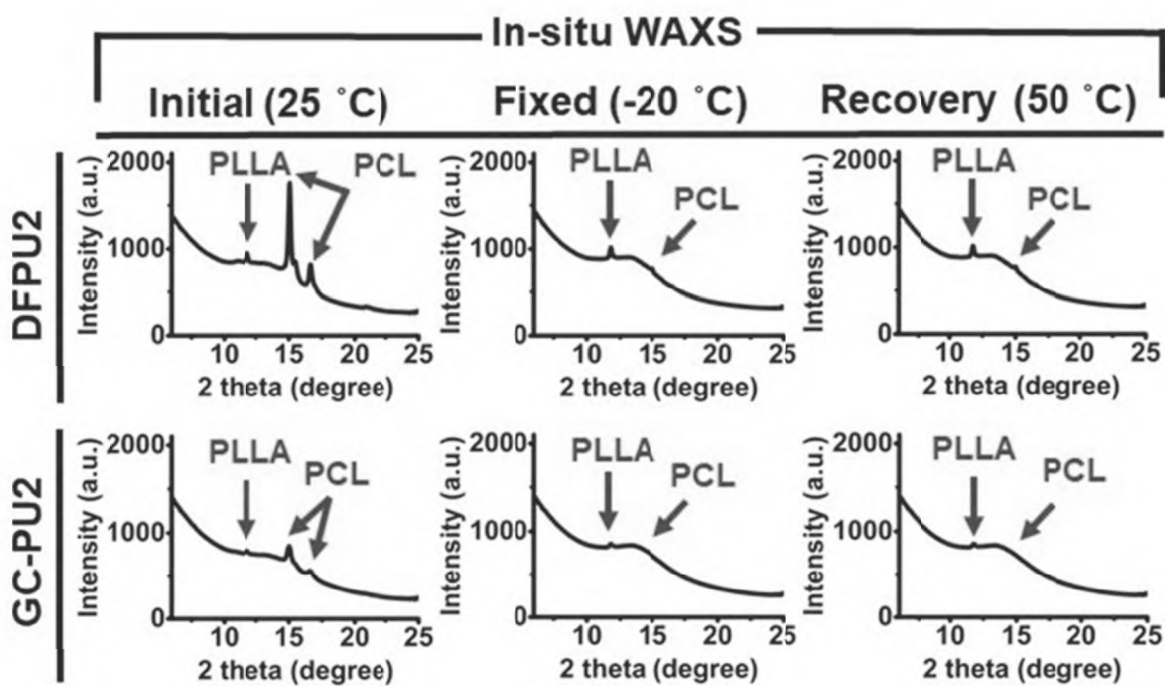 In-situ WAXS
Initial (25 °C) Fixed (-20 °C) Recovery (50 °C)
DFPU2
Intensity (a.u.)
2000
1000
0
10 15 20 25
2 theta (degree)
PLLA
PCL
Intensity (a.u.)
2000
1000
0
10 15 20 25
2 theta (degree)
PLLA
PCL
Intensity (a.u.)
2000
1000
0
10 15 20 25
2 theta (degree)
PLLA
PCL
GC-PU2
Intensity (a.u.)
2000
1000
0
10 15 20 25
2 theta (degree)
PLLA
PCL
Intensity (a.u.)
2000
1000
0
10 15 20 25
2 theta (degree)
PLLA
PCL
Intensity (a.u.)
2000
1000
0
10 15 20 25
2 theta (degree)
PLLA
PCL